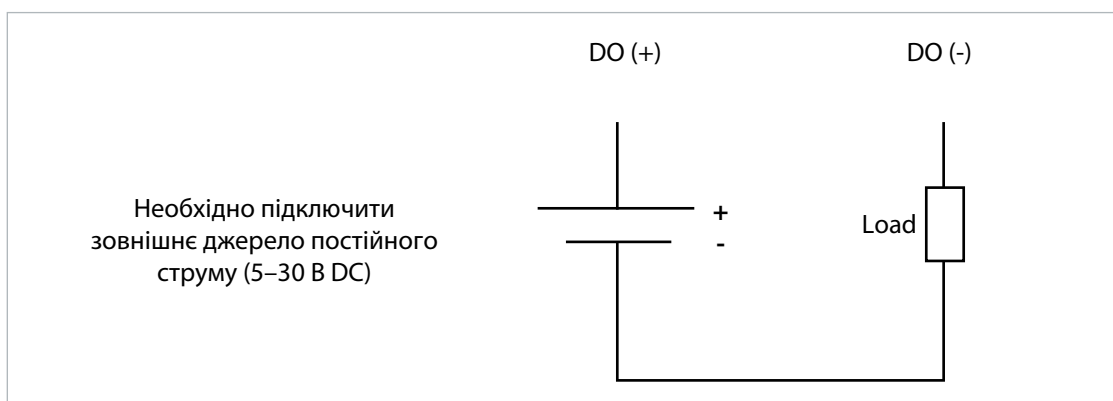 DO (+)
DO (-)
Необхідно підключити
зовнішнє джерело постійного
струму (5–30 В DC)
+
-
Load